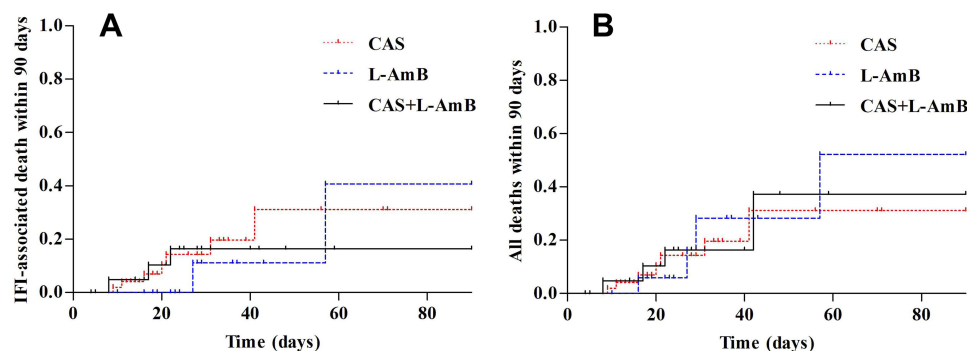 A
IFI-associated death within 90 days
1.0
0.8
0.6
0.4
0.2
0.0
CAS
L-AmB
CAS+L-AmB
0
20
40
60
80
Time (days)
B
All deaths within 90 days
1.0
0.8
0.6
0.4
0.2
0.0
CAS
L-AmB
CAS+L-AmB
0
20
40
60
80
Time (days)